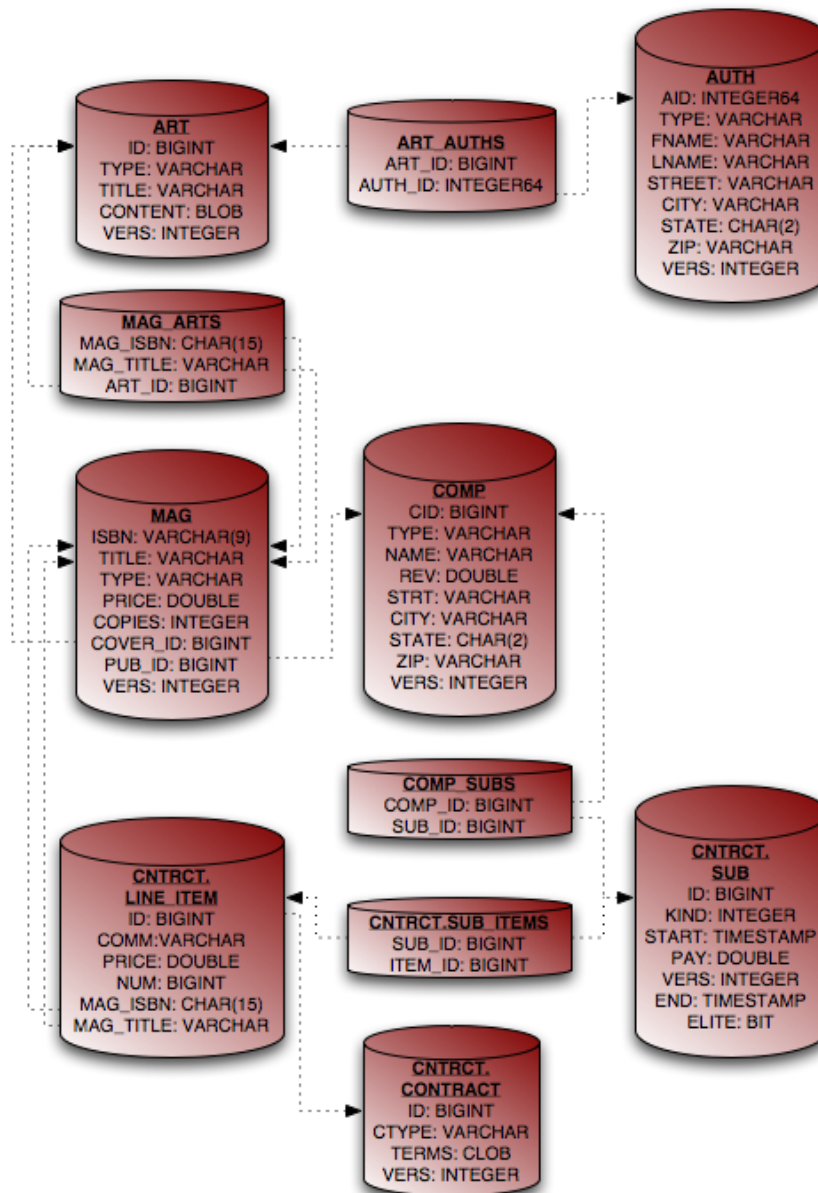 ART
ID: BIGINT
TYPE: VARCHAR
TITLE: VARCHAR
CONTENT: BLOB
VERS: INTEGER
ART_AUTHS
ART_ID: BIGINT
AUTH_ID: INTEGER64
AUTH
AID: INTEGER64
TYPE: VARCHAR
FNAME: VARCHAR
LNAME: VARCHAR
STREET: VARCHAR
CITY: VARCHAR
STATE: CHAR(2)
ZIP: VARCHAR
VERS: INTEGER
MAG_ARTS
MAG_ISBN: CHAR(15)
MAG_TITLE: VARCHAR
ART_ID: BIGINT
MAG
ISBN: VARCHAR(9)
TITLE: VARCHAR
TYPE: VARCHAR
PRICE: DOUBLE
COPIES: INTEGER
COVER_ID: BIGINT
PUB_ID: BIGINT
VERS: INTEGER
COMP
CID: BIGINT
TYPE: VARCHAR
NAME: VARCHAR
REV: DOUBLE
STRT: VARCHAR
CITY: VARCHAR
STATE: CHAR(2)
ZIP: VARCHAR
VERS: INTEGER
COMP_SUBS
COMP_ID: BIGINT
SUB_ID: BIGINT
CNTRCT.
LINE_ITEM
ID: BIGINT
COMM:VARCHAR
PRICE: DOUBLE
NUM: BIGINT
MAG_ISBN: CHAR(15)
MAG_TITLE: VARCHAR
CNTRCT.SUB_ITEMS
SUB_ID: BIGINT
ITEM_ID: BIGINT
CNTRCT.
SUB
ID: BIGINT
KIND: INTEGER
START: TIMESTAMP
PAY: DOUBLE
VERS: INTEGER
END: TIMESTAMP
ELITE: BIT
CNTRCT.
CONTRACT
ID: BIGINT
CTYPE: VARCHAR
TERMS: CLOB
VERS: INTEGER